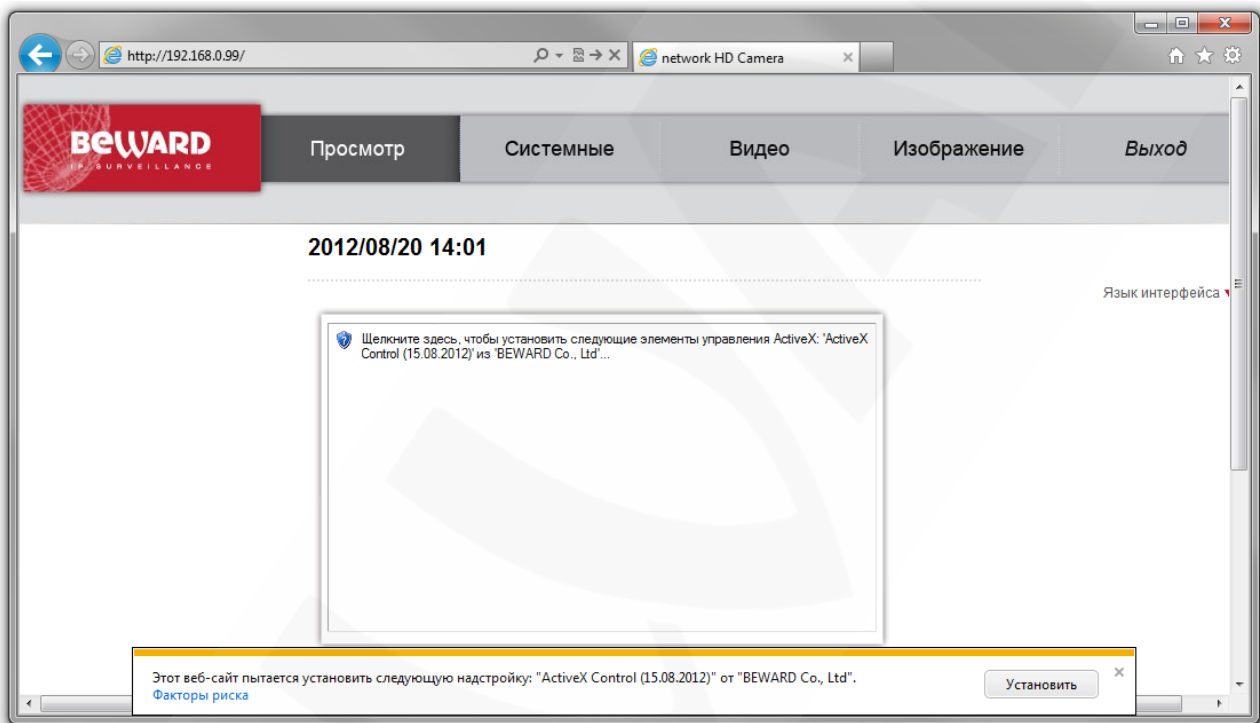 http://192.168.0.99/
network HD Camera
BEWARD
IP SURVEILLANCE
Просмотр
Системные
Видео
Изображение
Выход
2012/08/20 14:01
Язык интерфейса
Щелкните здесь, чтобы установить следующие элементы управления ActiveX: 'ActiveX
Control (15.08.2012)' из 'BEWARD Co., Ltd'...
Этот веб-сайт пытается установить следующую надстройку: "ActiveX Control (15.08.2012)" от "BEWARD Co., Ltd".
Факторы риска
Установить